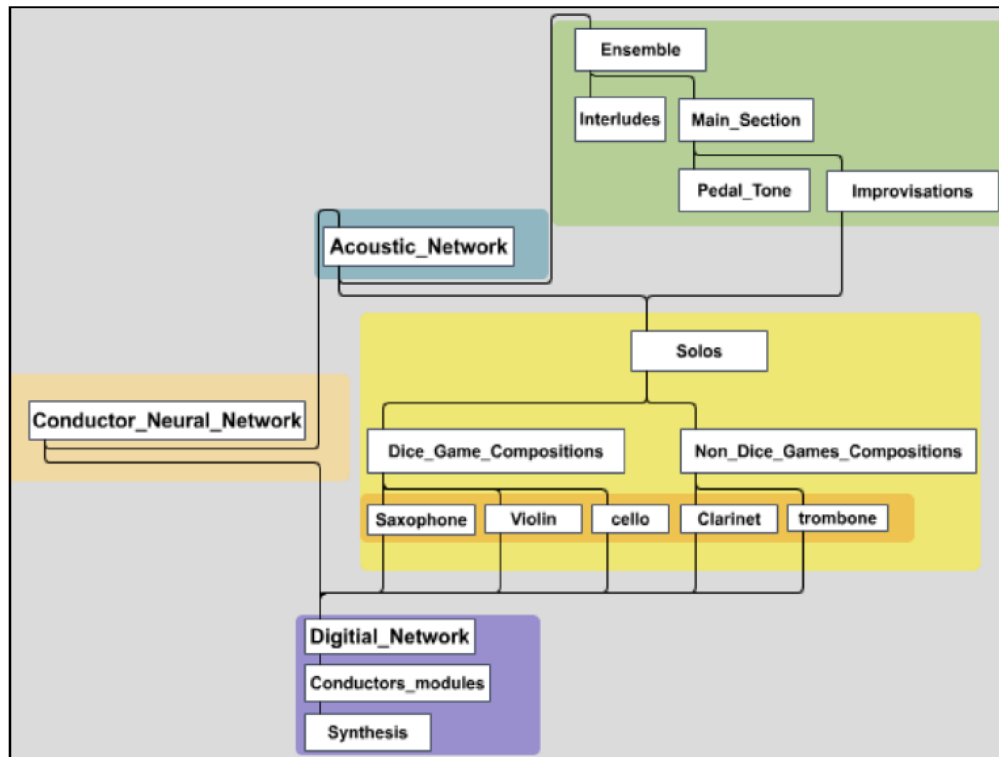 Ensemble
Interludes
Main_Section
Pedal_Tone
Improvisations
Acoustic_Network
Solos
Conductor_Neural_Network
Dice_Game_Compositions
Non_Dice_Games_Compositions
Saxophone
Violin
cello
Clarinet
trombone
Digitial_Network
Conductors_modules
Synthesis